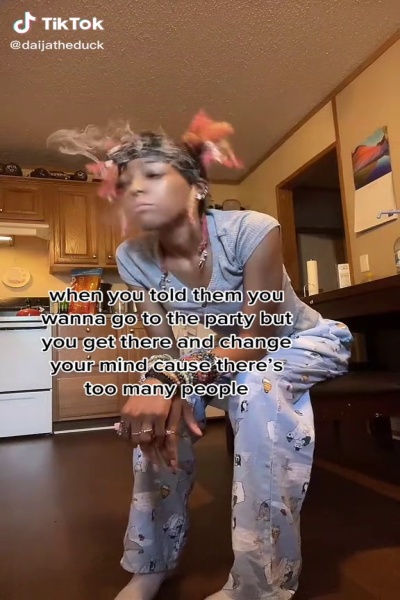 TikTok
@daijatheduck
when you told them you
wanna go to the party but
you get there and change
your mind cause there's
too many people